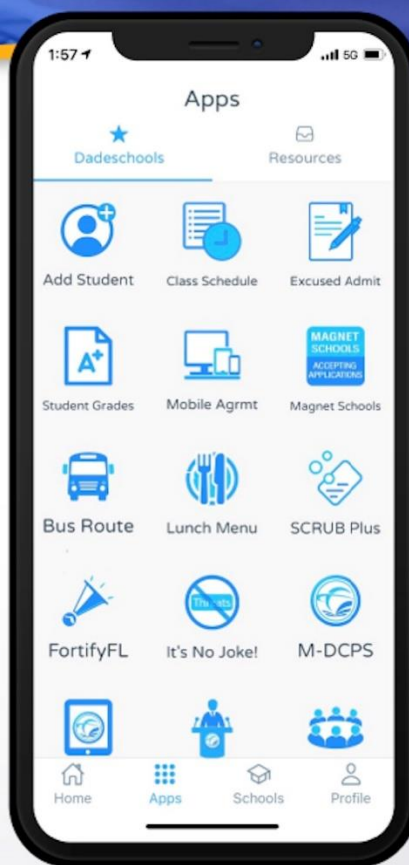 1:57
5G
Apps
Dadeschools
Resources
Add Student
Class Schedule
Excused Admit
A+
MAGNET
SCHOOLS
ACCEPTING
APPLICATIONS
Student Grades
Mobile Agrmt
Magnet Schools
Bus Route
Lunch Menu
SCRUB Plus
Threats
FortifyFL
It's No Joke!
M-DCPS
Home
Apps
Schools
Profile